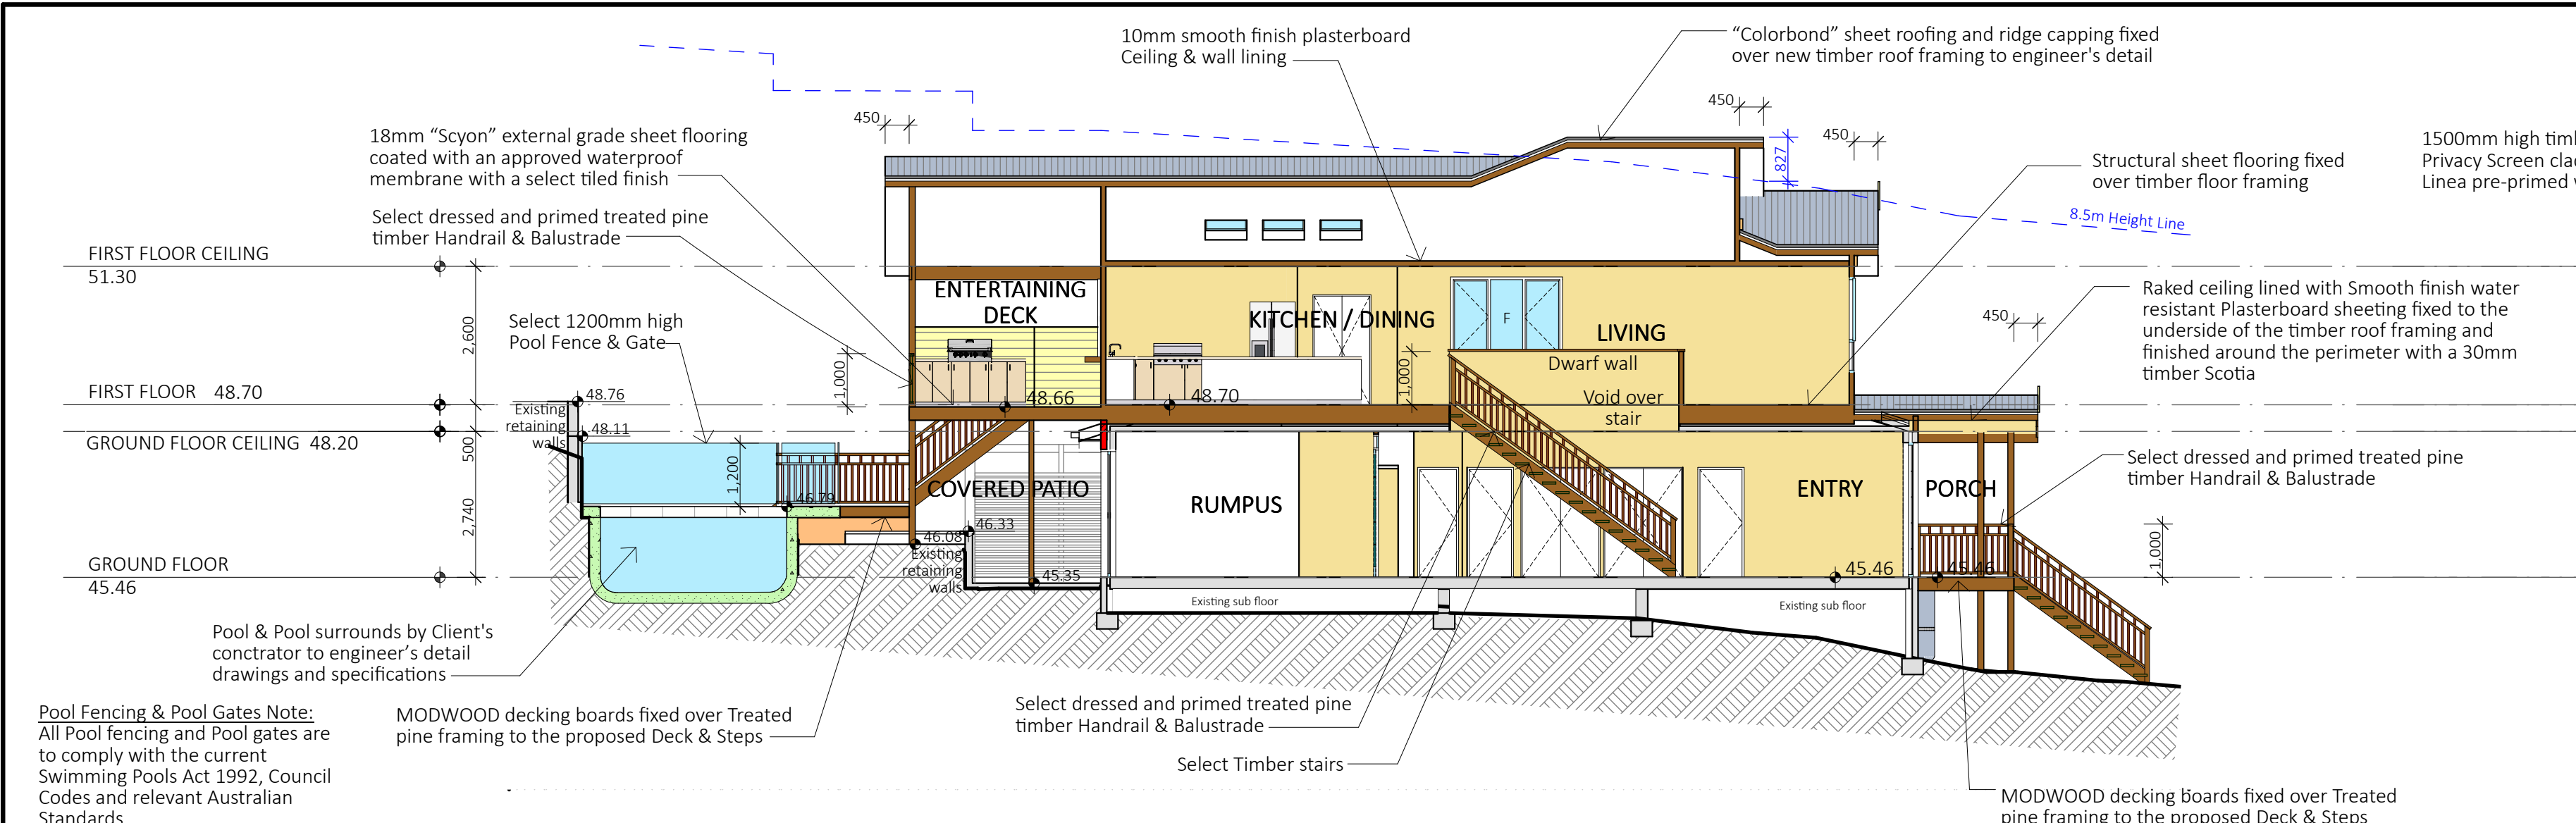 10mm smooth finish plasterboard
Ceiling & wall lining
“Colorbond” sheet roofing and ridge capping fixed
over new timber roof framing to engineer's detail
450
450
450
827
18mm “Scyon” external grade sheet flooring
coated with an approved waterproof
membrane with a select tiled finish
Select dressed and primed treated pine
timber Handrail & Balustrade
Structural sheet flooring fixed
over timber floor framing
1500mm high
Privacy Screen
Linea pre-primed
8.5m Height Line
FIRST FLOOR CEILING
51.30
2,600
Select 1200mm high
Pool Fence & Gate
ENTERTAINING
DECK
KITCHEN / DINING
F
LIVING
Dwarf wall
Void over
stair
1,000
1,000
Raked ceiling lined with Smooth finish water
resistant Plasterboard sheeting fixed to the
underside of the timber roof framing and
finished around the perimeter with a 30mm
timber Scotia
450
FIRST FLOOR 48.70
48.76
Existing
retaining
walls
48.11
48.66
48.70
GROUND FLOOR CEILING 48.20
500
1,200
46.79
COVERED PATIO
RUMPUS
ENTRY
PORCH
Select dressed and primed treated pine
timber Handrail & Balustrade
2,740
46.33
46.08
Existing
retaining
walls
45.35
45.46
45.46
1,000
GROUND FLOOR
45.46
Existing sub floor
Existing sub floor
Pool & Pool surrounds by Client's
conctrator to engineer’s detail
drawings and specifications
Pool Fencing & Pool Gates Note:
All Pool fencing and Pool gates are
to comply with the current
Swimming Pools Act 1992, Council
Codes and relevant Australian
Standards
MODWOOD decking boards fixed over Treated
pine framing to the proposed Deck & Steps
Select dressed and primed treated pine
timber Handrail & Balustrade
Select Timber stairs
MODWOOD decking boards fixed over Treated
pine framing to the proposed Deck & Steps